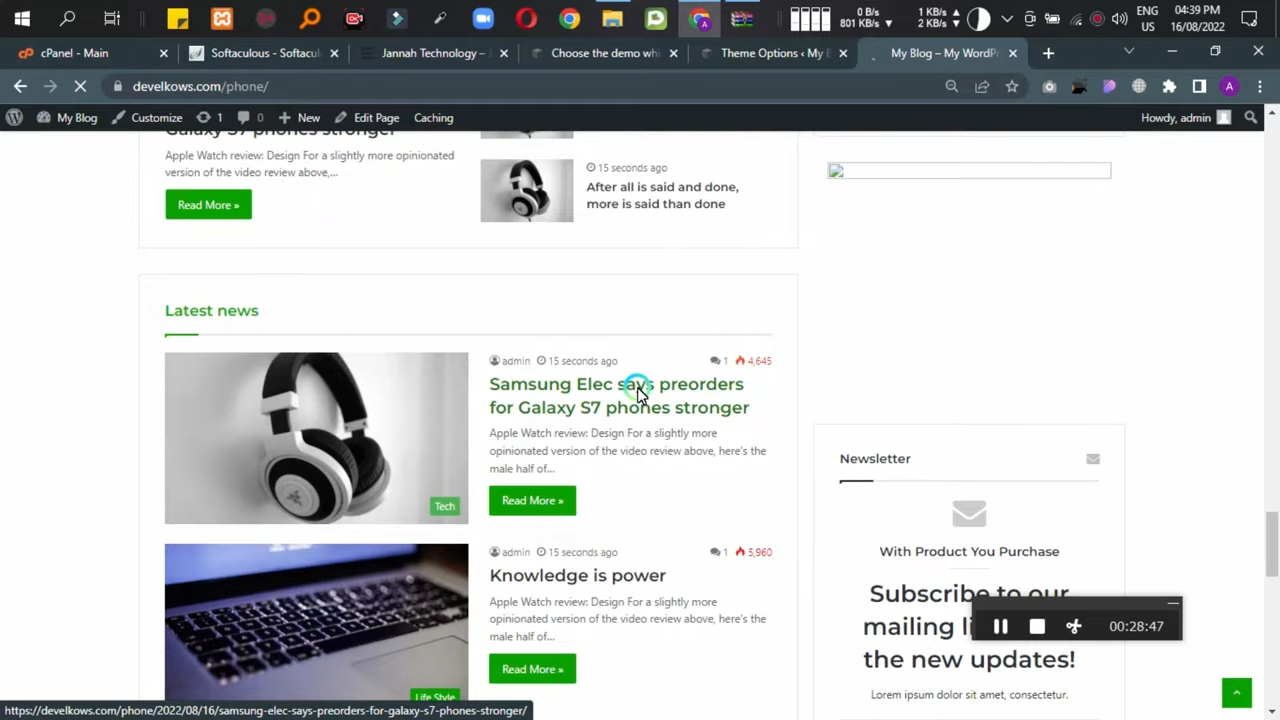 0 B/s
801 KB/s
1 KB/s
2 KB/s
ENG
US
04:39 PM
16/08/2022
cPanel - Main
Softaculous - Softacul
Jannah Technology –
Choose the demo wh
Theme Options ‹ My B
My Blog – My WordPr
develkows.com/phone/
A
My Blog
Customize
1
0
New
Edit Page
Caching
Howdy, admin
Galaxy S7 phones stronger
Apple Watch review: Design For a slightly more opinionated
version of the video review above,...
Read More »
15 seconds ago
After all is said and done,
more is said than done
Latest news
admin 15 seconds ago 1 4,645
Samsung Elec says preorders
for Galaxy S7 phones stronger
Apple Watch review: Design For a slightly more
opinionated version of the video review above, here's the
male half of...
Read More »
Tech
admin 15 seconds ago 1 5,960
Knowledge is power
Apple Watch review: Design For a slightly more
opinionated version of the video review above, here's the
male half of...
Read More »
Life Style
Newsletter
With Product You Purchase
Subscribe to our
mailing li
the new updates!
Lorem ipsum dolor sit amet, consectetur.
00:28:47
https://develkows.com/phone/2022/08/16/samsung-elec-says-preorders-for-galaxy-s7-phones-stronger/